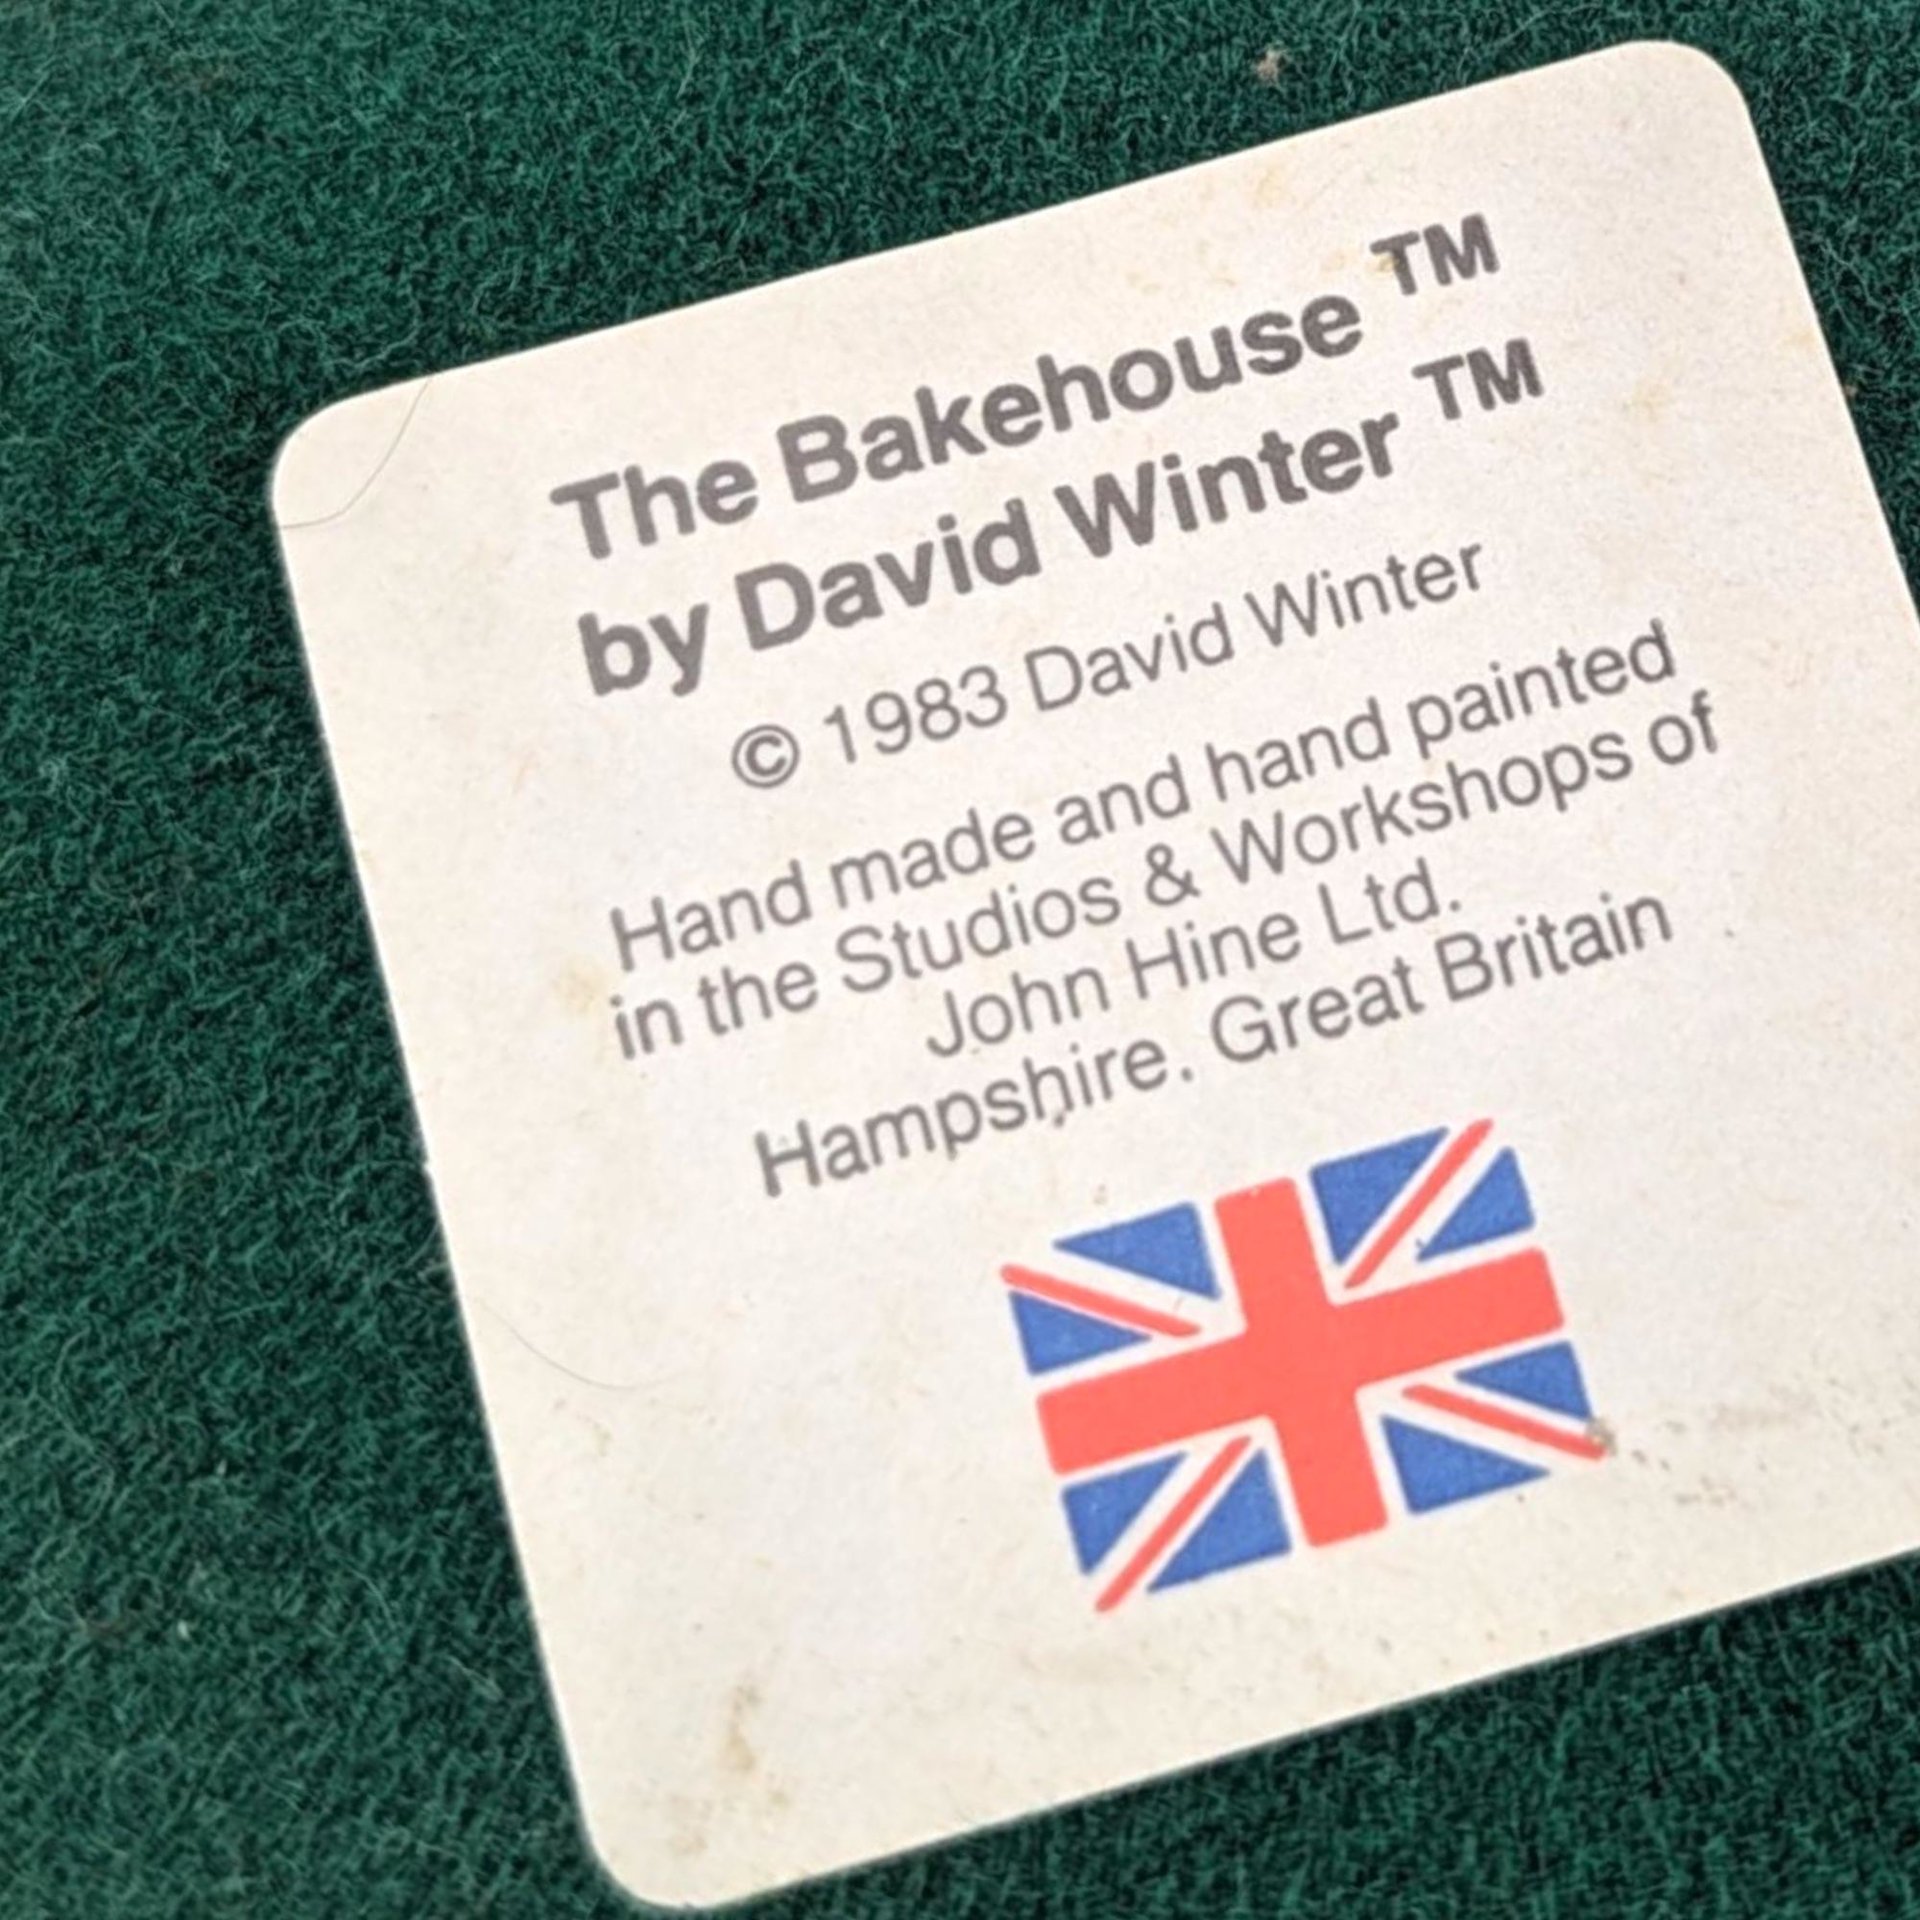 The Bakehouse ™
by David Winter ™
© 1983 David Winter
Hand made and hand painted
in the Studios & Workshops of
John Hine Ltd.
Hampshire. Great Britain